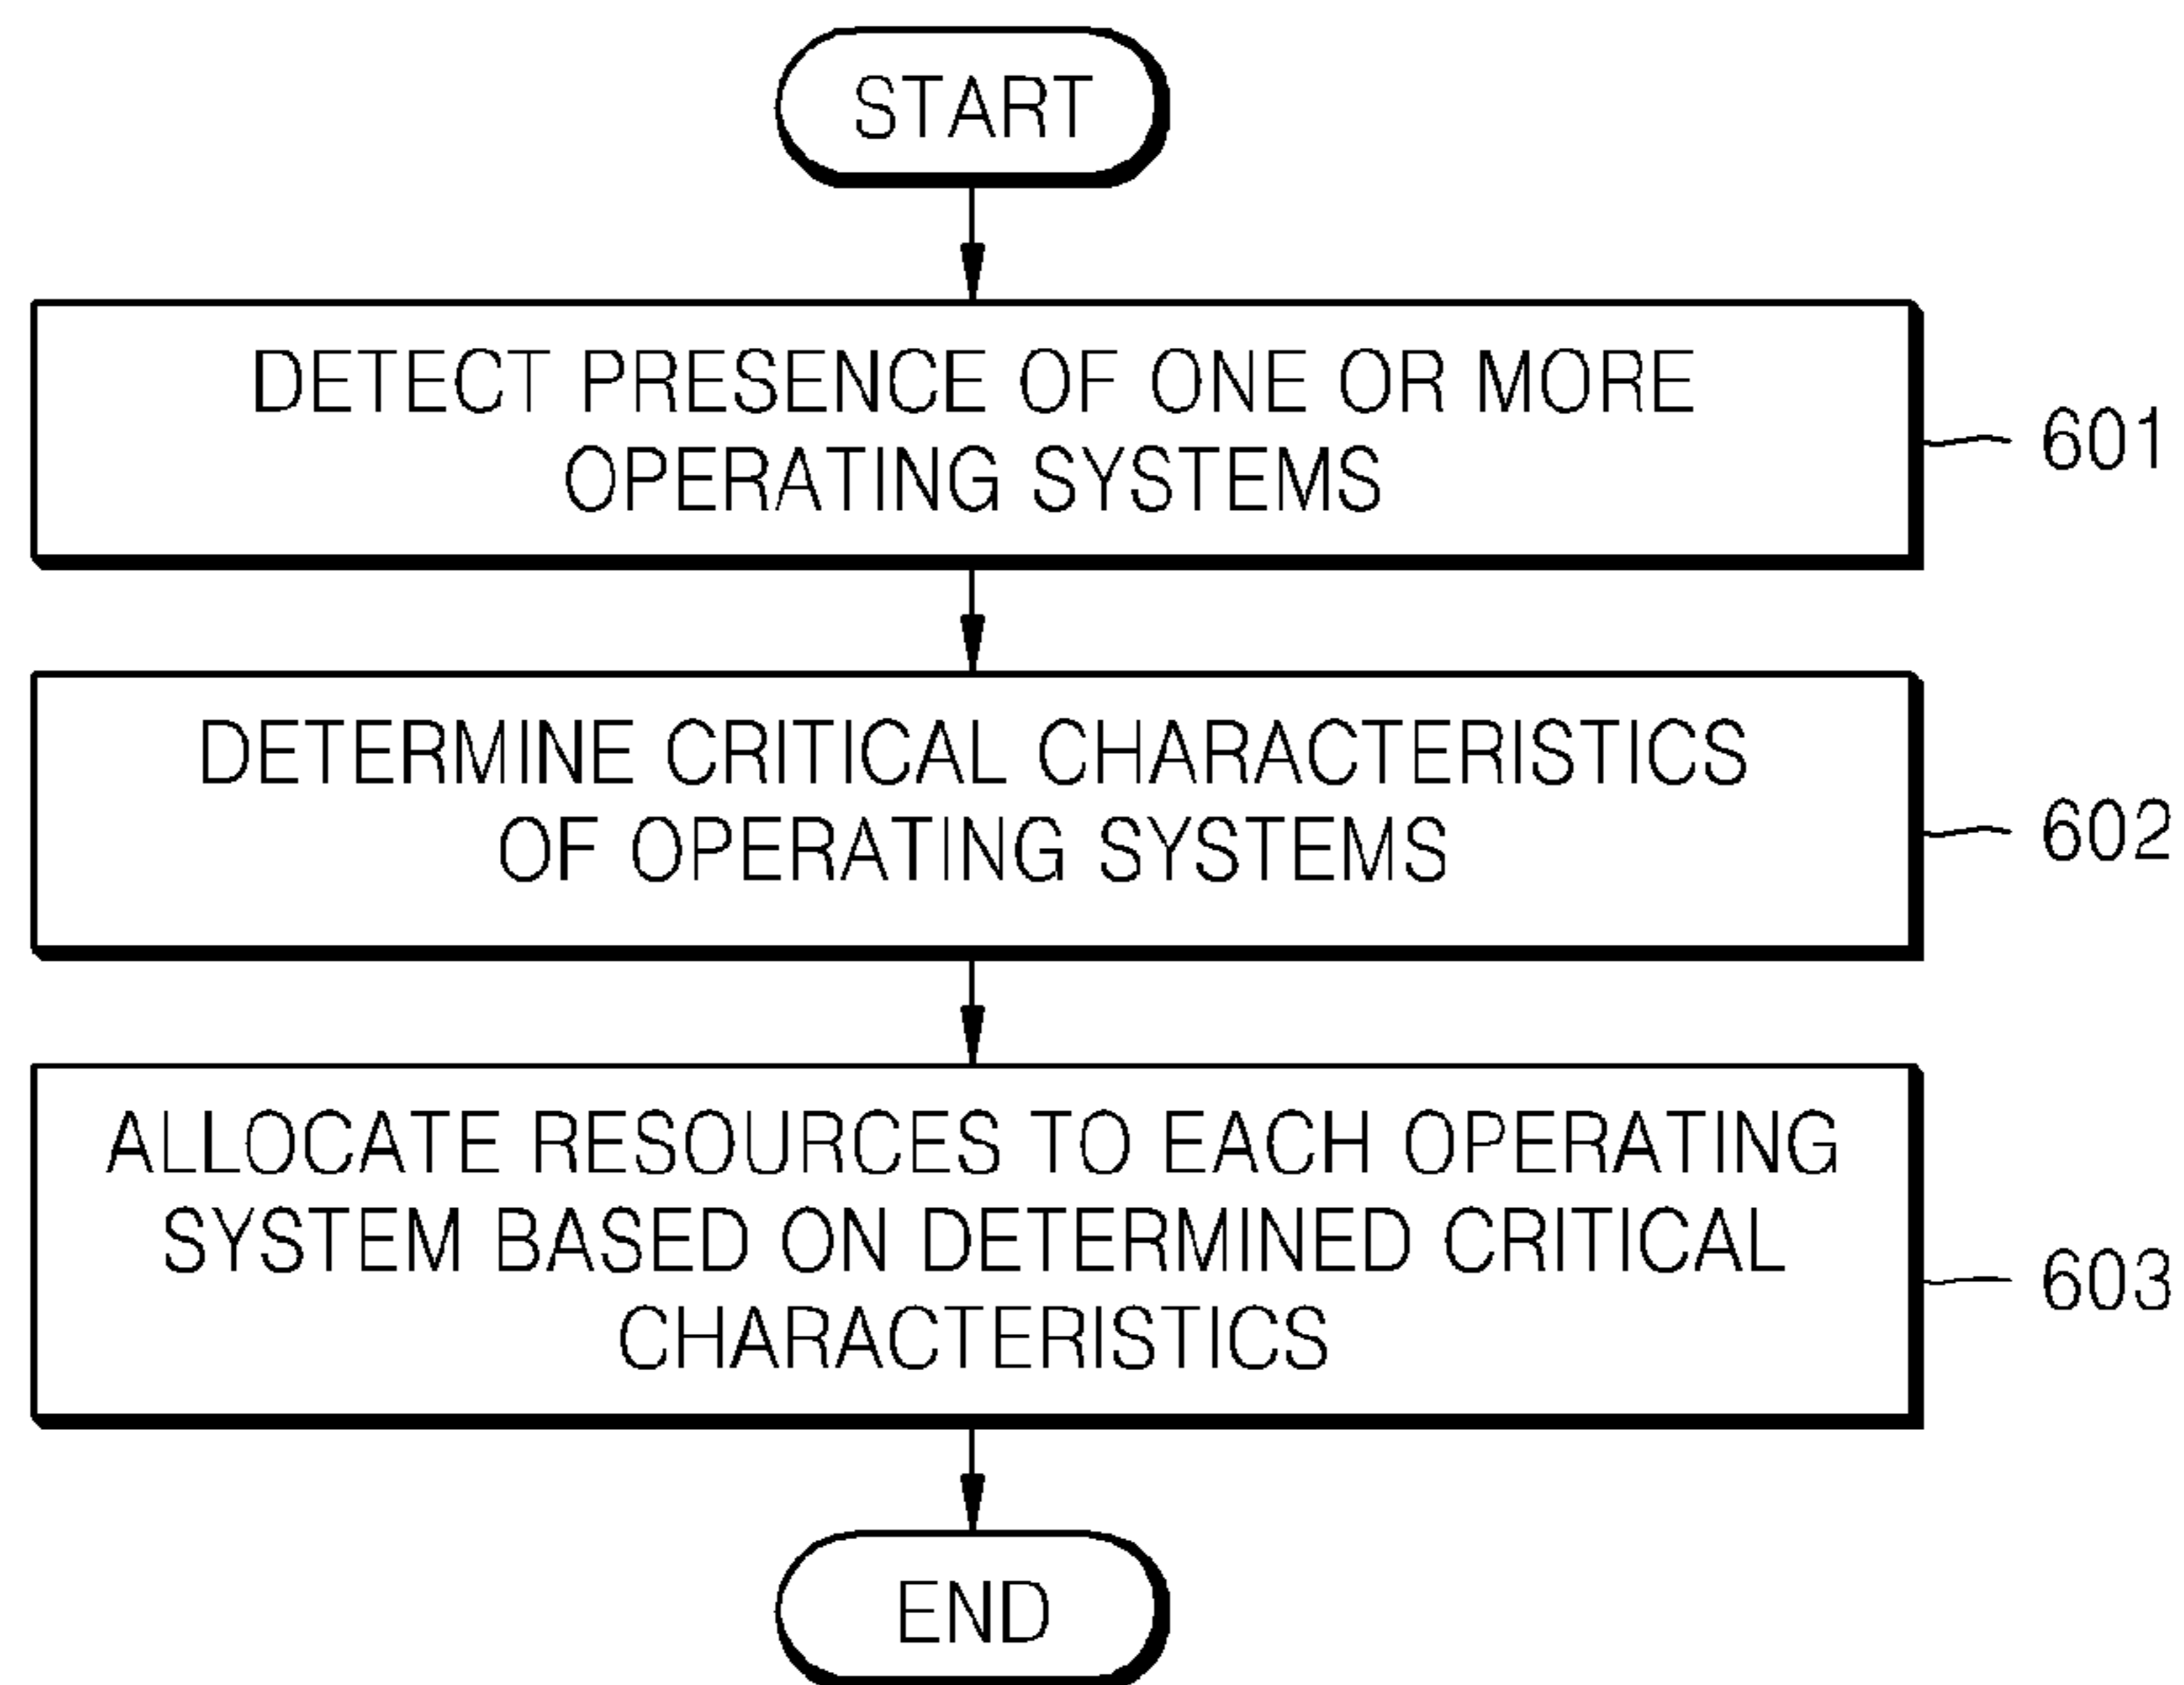 START
DETECT PRESENCE OF ONE OR MORE
OPERATING SYSTEMS
601
DETERMINE CRITICAL CHARACTERISTICS
OF OPERATING SYSTEMS
602
ALLOCATE RESOURCES TO EACH OPERATING
SYSTEM BASED ON DETERMINED CRITICAL
CHARACTERISTICS
603
END